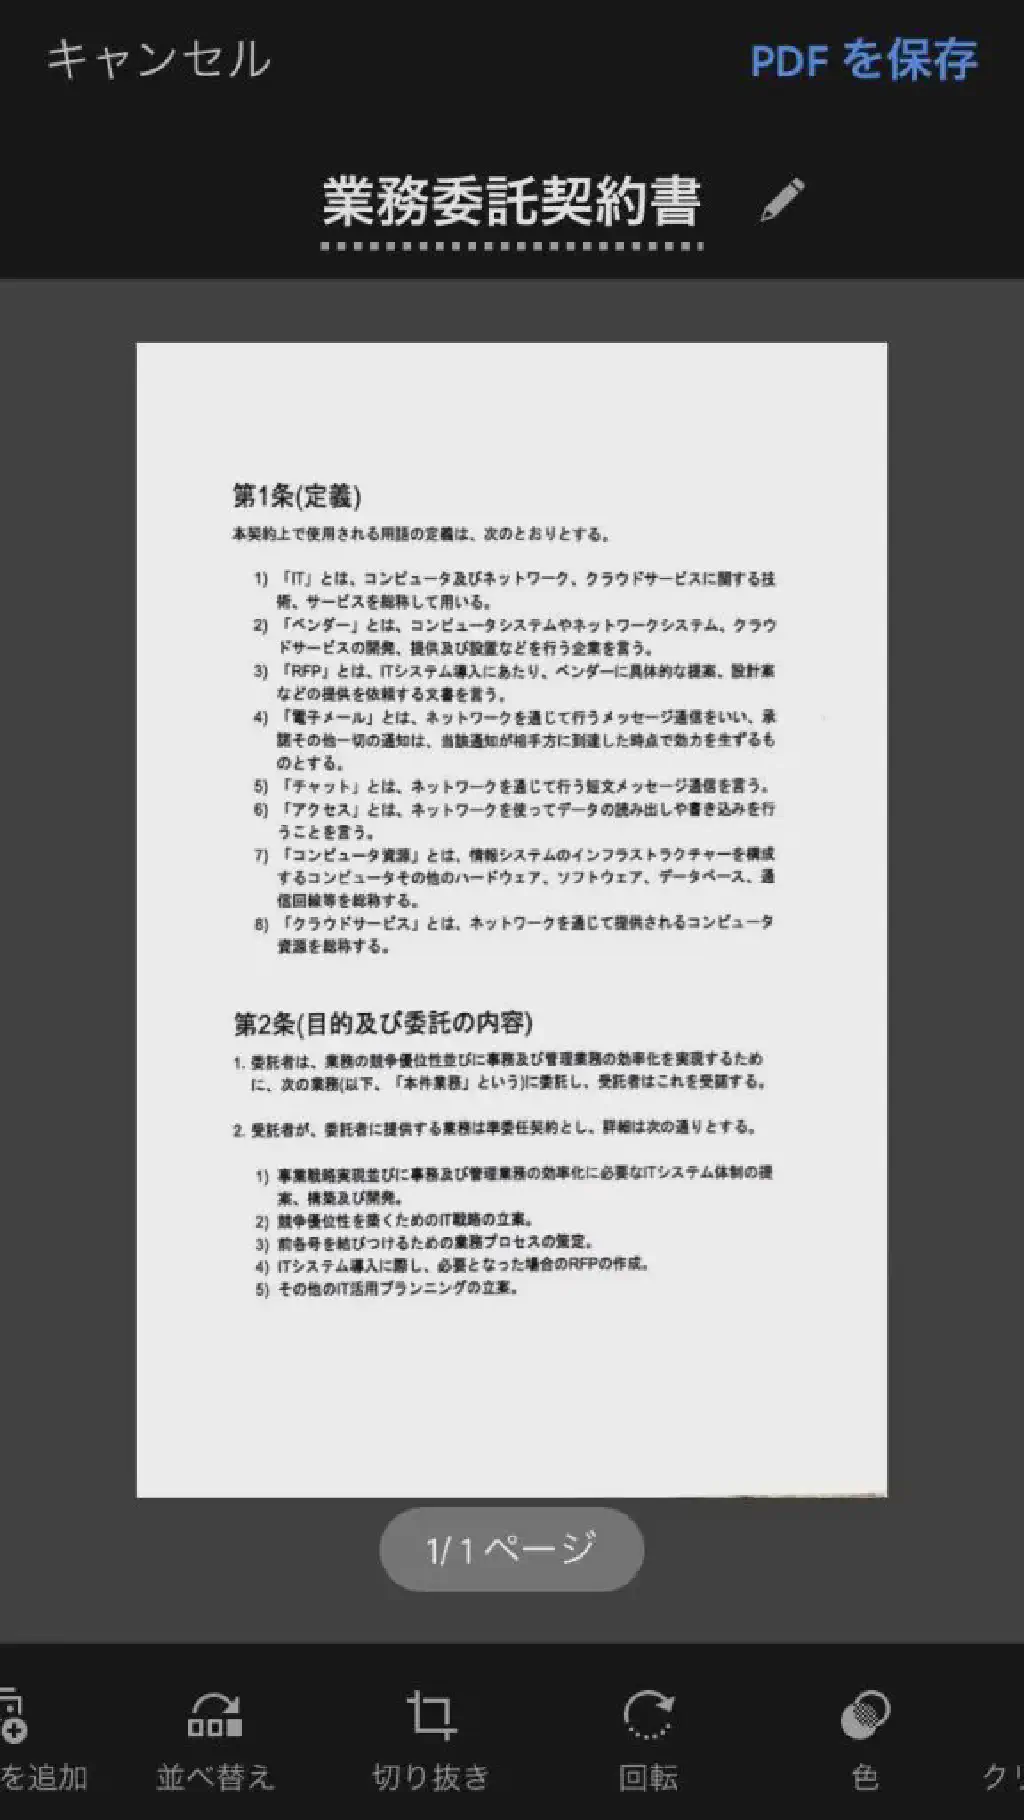 キャンセル
PDF を保存
業務委託契約書
第1条(定義)
本契約上で使用される用語の定義は、次のとおりとする。
1) 「IT」とは、コンピュータ及びネットワーク、クラウドサービスに関する技
術、サービスを総称して用いる。
2) 「ベンダー」とは、コンピュータシステムやネットワークシステム、クラウ
ドサービスの開発、提供及び設置などを行う企業を言う。
3) 「RFP」とは、ITシステム導入にあたり、ベンダーに具体的な提案、設計案
などの提供を依頼する文書を言う。
4) 「電子メール」とは、ネットワークを通じて行うメッセージ通信をいい、承
諾その他一切の通知は、当該通知が相手方に到達した時点で効力を生ずるも
のとする。
5) 「チャット」とは、ネットワークを通じて行う短文メッセージ通信を言う。
6) 「アクセス」とは、ネットワークを使ってデータの読み出しや書き込みを行
うことを言う。
7) 「コンピュータ資源」とは、情報システムのインフラストラクチャーを構成
するコンピュータその他のハードウェア、ソフトウェア、データベース、通
信回線等を総称する。
8) 「クラウドサービス」とは、ネットワークを通じて提供されるコンピュータ
資源を総称する。
第2条(目的及び委託の内容)
1. 委託者は、業務の競争優位性並びに事務及び管理業務の効率化を実現するため
に、次の業務(以下、「本件業務」という)に委託し、受託者はこれを受諾する。
2. 受託者が、委託者に提供する業務は準委任契約とし、詳細は次の通りとする。
1) 事業戦略実現並びに事務及び管理業務の効率化に必要なITシステム体制の提
案、構築及び開発。
2) 競争優位性を築くためのIT戦略の立案。
3) 前各号を結びつけるための業務プロセスの策定。
4) ITシステム導入に際し、必要となった場合のRFPの作成。
5) その他のIT活用プランニングの立案。
1/1 ページ
を追加
並べ替え
切り抜き
回転
色
クリ